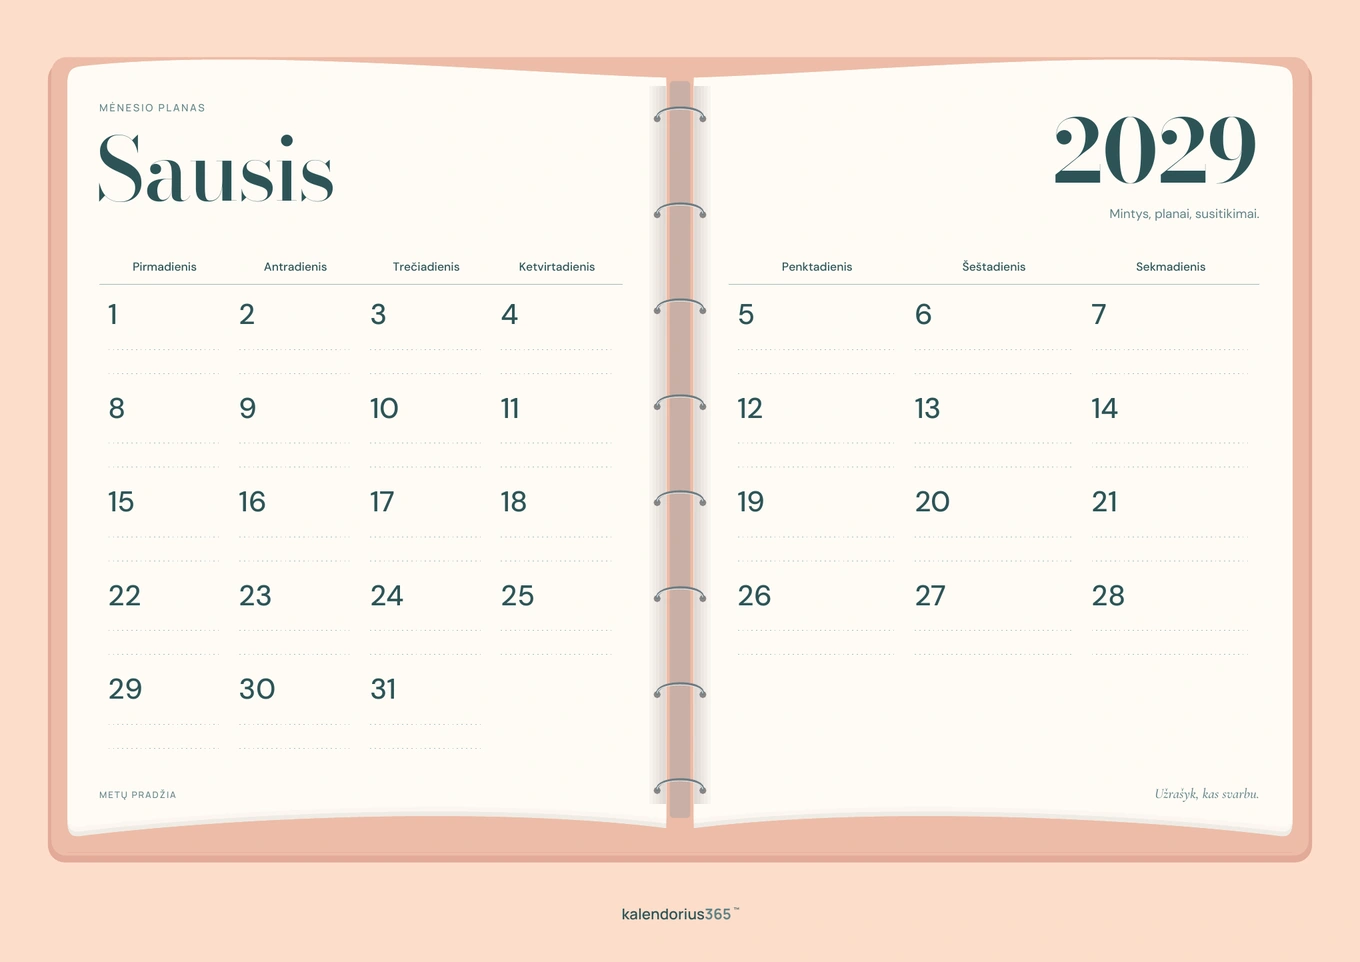 MĖNESIO PLANAS
Sausis
2029
Mintys, planai, susitikimai.
Pirmadienis Antradienis Trečiadienis Ketvirtadienis Penktadienis Šeštadienis Sekmadienis
1 2 3 4 5 6 7
8 9 10 11 12 13 14
15 16 17 18 19 20 21
22 23 24 25 26 27 28
29 30 31
METŲ PRADŽIA
Užrašyk, kas svarbu.
kalendorius365™